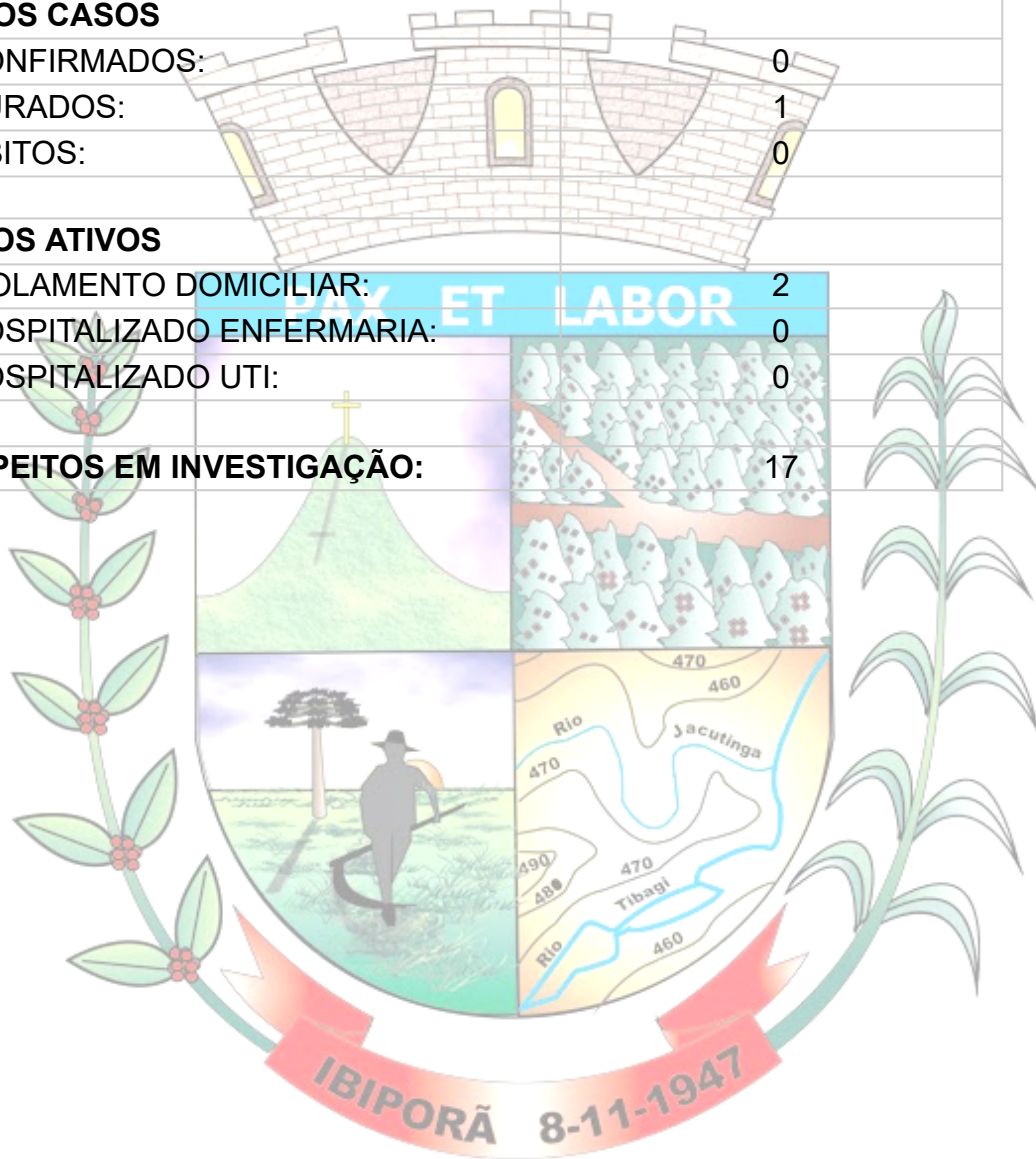 OS CASOS
ONFIRMADOS: 0
URADOS: 1
BITOS: 0
OS ATIVOS
OLAMENTO DOMICILIAR: 2
PAX ET LABOR
OSPITALIZADO ENFERMARIA: 0
OSPITALIZADO UTI: 0
PEITOS EM INVESTIGAÇÃO: 17
470
460
Rio Jacutinga
470
490
480
470
Rio Tibagi
460
IBIPORÃ 8-11-1947